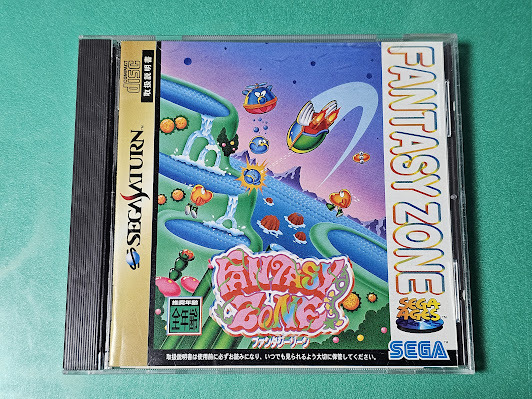 COMPACT
disc
取扱説明書
SEGA SATURN
FANTASY ZONE
FANTASY
ZONE
ファンタジーゾーン
推奨年齢
全年齢
SEGA
AGES
SEGA
取扱説明書は使用前に必ずお読みになり、いつでも見られるよう大切に保管してください。